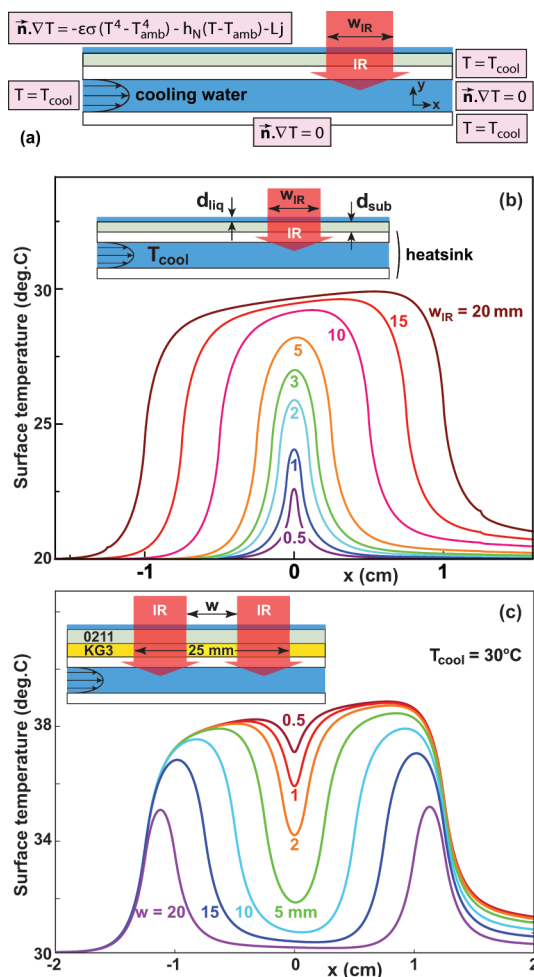 n⃗.∇T = -εσ(T⁴-T⁴amb)-hN(T-Tamb)-Lj
wIR
IR
T = Tcool
T = Tcool
cooling water
y
x
n⃗.∇T = 0
(a)
n⃗.∇T = 0
T = Tcool
(b)
dliq
wIR
dsub
IR
Tcool
heatsink
Surface temperature (deg.C)
30
25
20
wIR = 20 mm
15
10
5
3
2
1
0.5
-1
0
1
x (cm)
(c)
IR
w
IR
0211
KG3
25 mm
Tcool = 30°C
Surface temperature (deg.C)
38
34
30
0.5
1
2
w = 20
15
10
5 mm
-2
-1
0
1
2
x (cm)